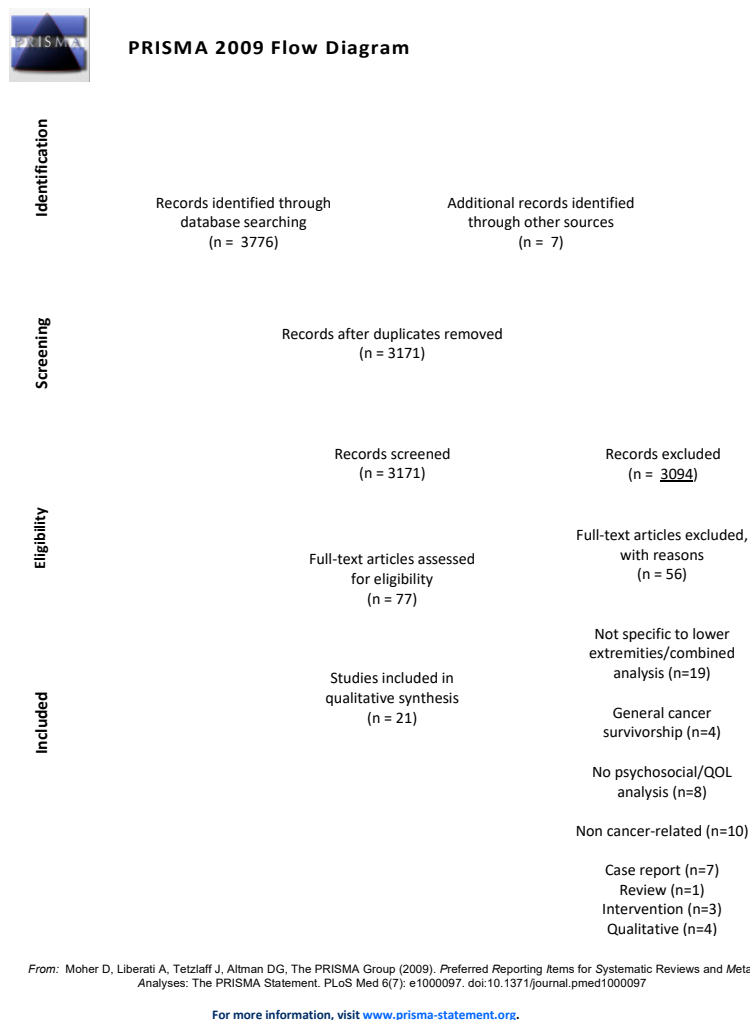 PRISMA
PRISMA 2009 Flow Diagram
Identification
Records identified through
database searching
(n = 3776)
Additional records identified
through other sources
(n = 7)
Screening
Records after duplicates removed
(n = 3171)
Records screened
(n = 3171)
Records excluded
(n = 3094)
Eligibility
Full-text articles assessed
for eligibility
(n = 77)
Full-text articles excluded,
with reasons
(n = 56)
Not specific to lower
extremities/combined
analysis (n=19)
General cancer
survivorship (n=4)
No psychosocial/QOL
analysis (n=8)
Non cancer-related (n=10)
Case report (n=7)
Review (n=1)
Intervention (n=3)
Qualitative (n=4)
Included
Studies included in
qualitative synthesis
(n = 21)
From: Moher D, Liberati A, Tetzlaff J, Altman DG, The PRISMA Group (2009). Preferred Reporting Items for Systematic Reviews and Meta
Analyses: The PRISMA Statement. PLoS Med 6(7): e1000097. doi:10.1371/journal.pmed1000097
For more information, visit www.prisma-statement.org.